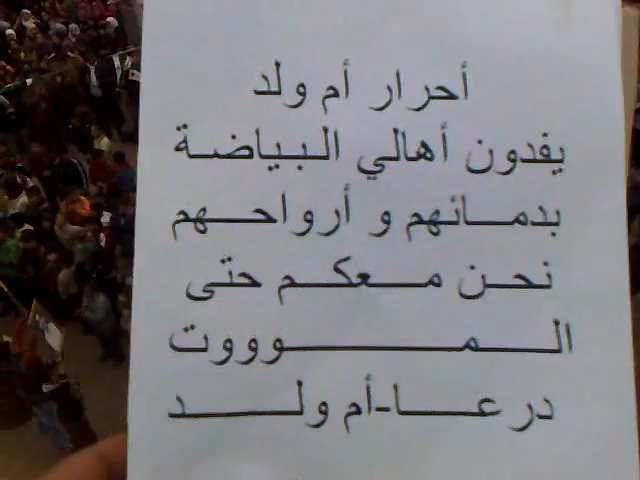 أحرار أم ولد
يفدون أهالي البياضة
بدمائهم و أرواحهم
نحن معكم حتى
الموووت
درعا-أم ولد